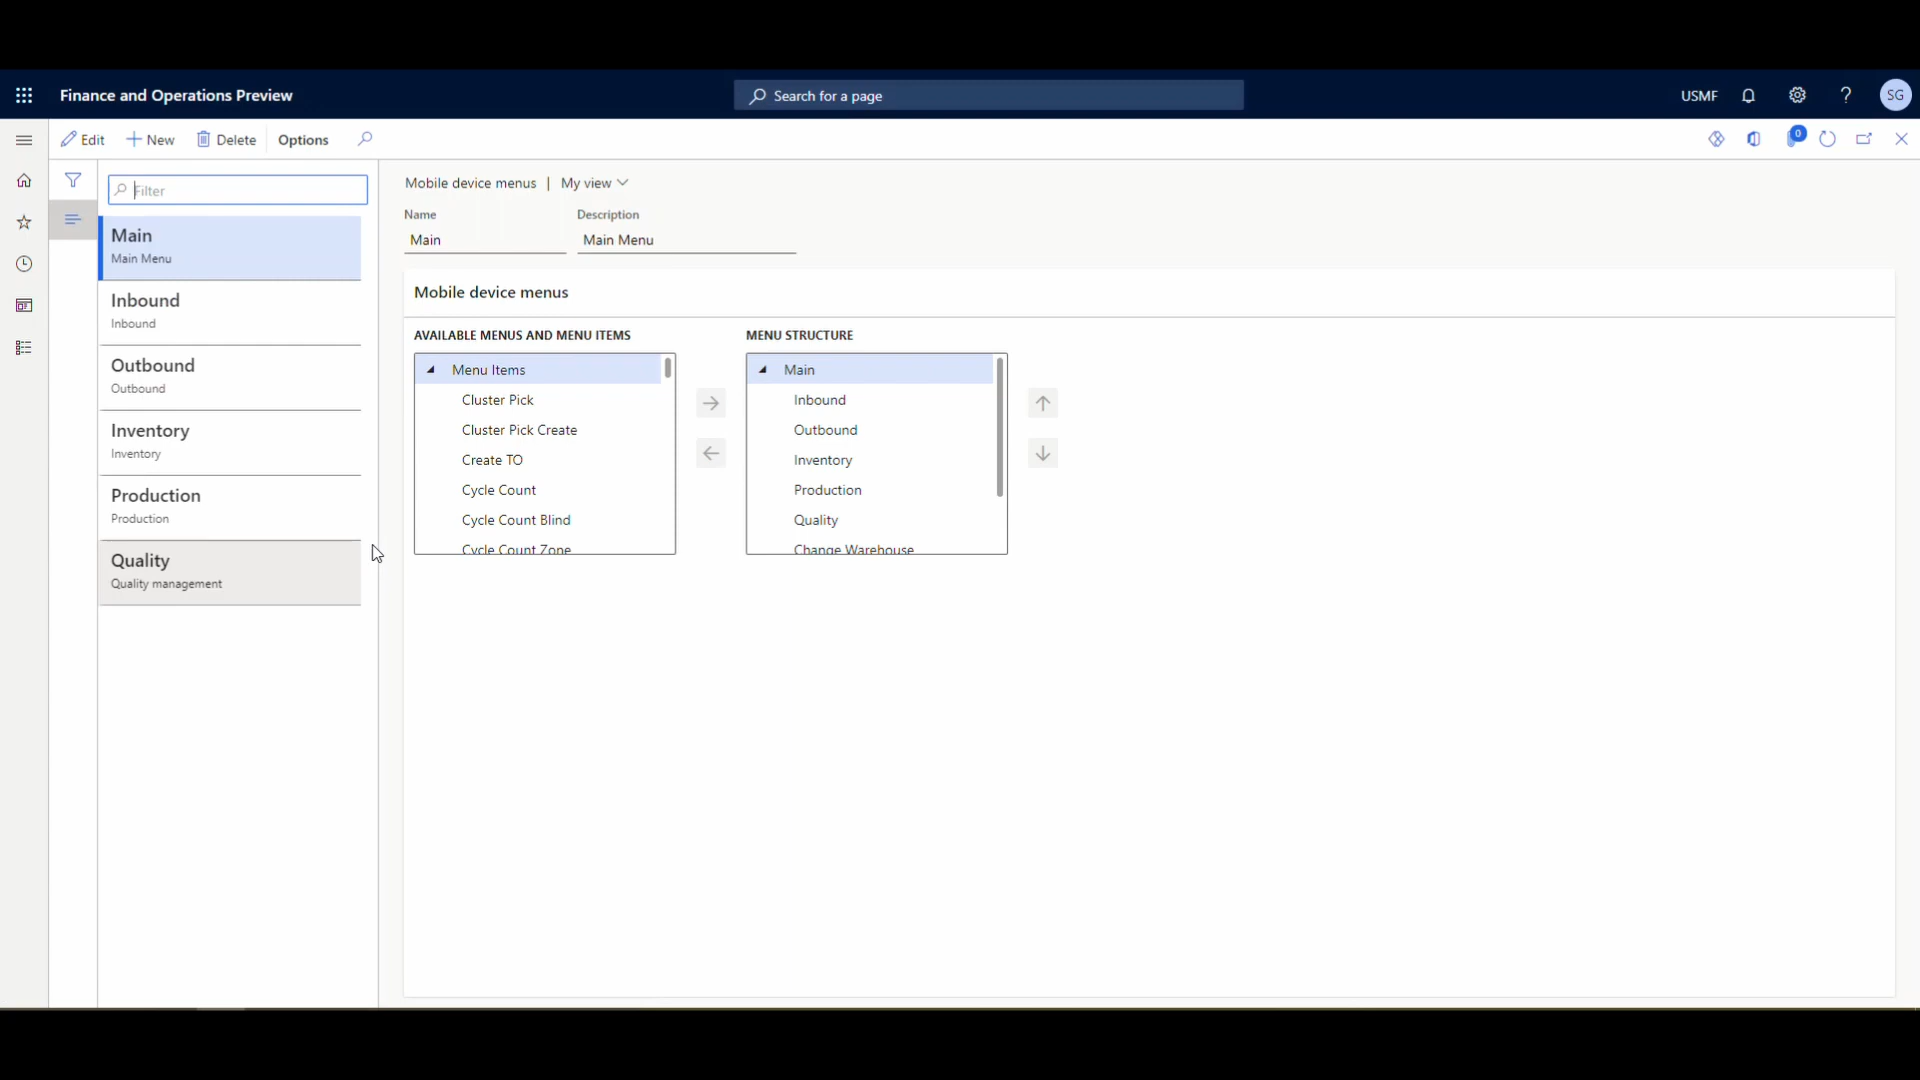 Finance and Operations Preview
Search for a page
USMF
SG
Edit
New
Delete
Options
0
Filter
Main
Main Menu
Inbound
Inbound
Outbound
Outbound
Inventory
Inventory
Production
Production
Quality
Quality management
Mobile device menus | My view
Name
Description
Main
Main Menu
Mobile device menus
AVAILABLE MENUS AND MENU ITEMS
Menu Items
Cluster Pick
Cluster Pick Create
Create TO
Cycle Count
Cycle Count Blind
Cycle Count Zone
MENU STRUCTURE
Main
Inbound
Outbound
Inventory
Production
Quality
Change Warehouse